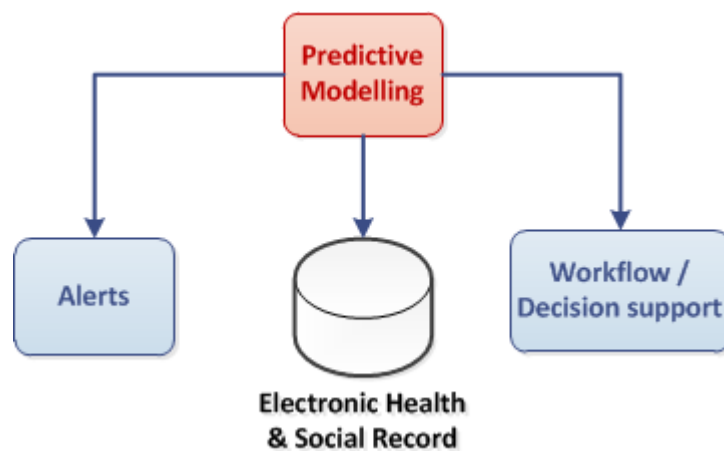 Predictive
Modelling
Alerts
Workflow /
Decision support
Electronic Health
& Social Record